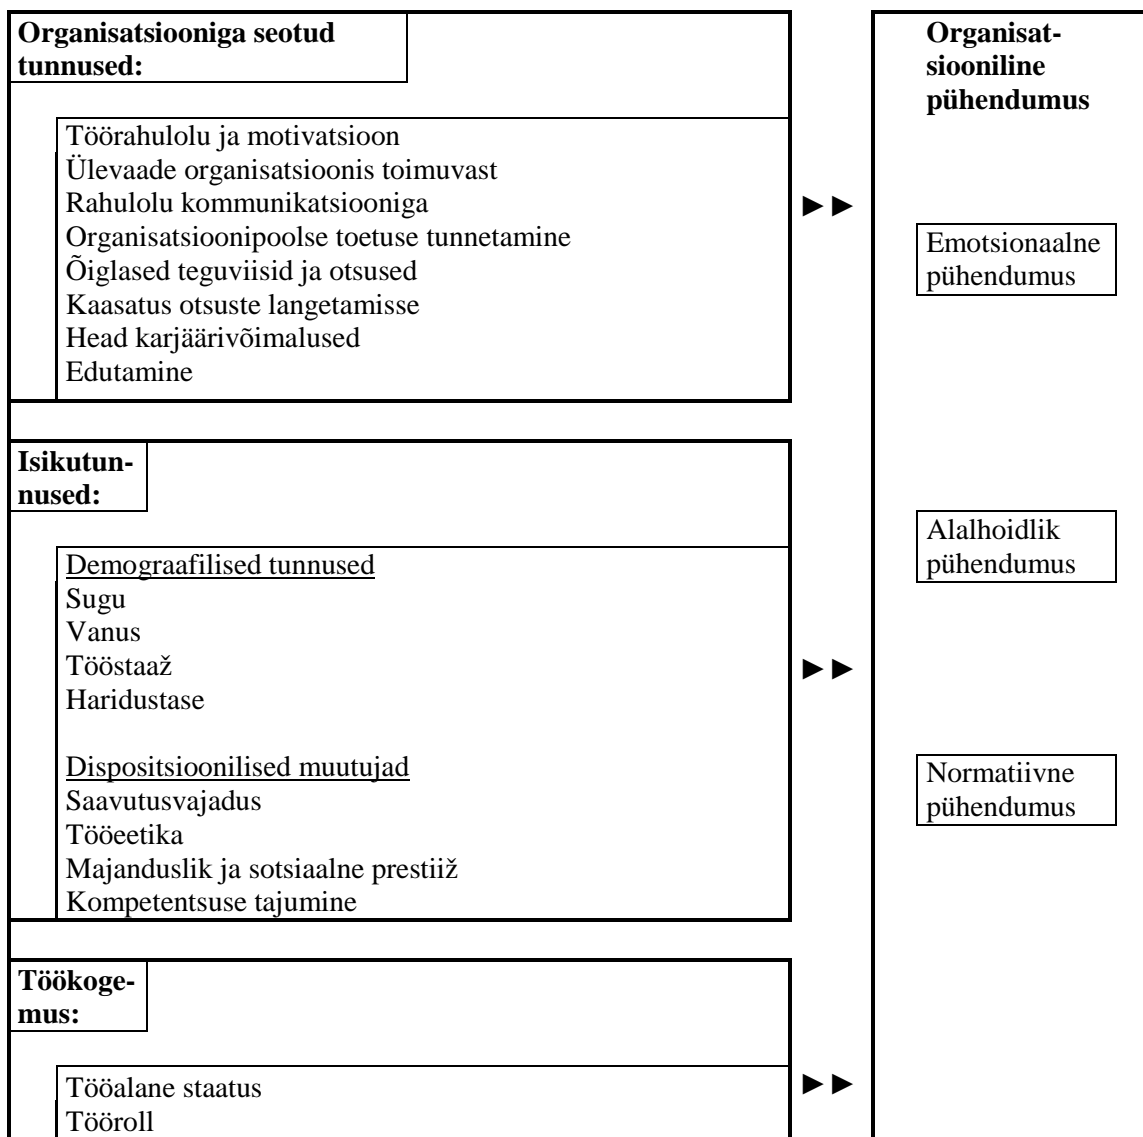 Organisatsiooniga seotud
tunnused:
Töörahulolu ja motivatsioon
Ülevaade organisatsioonis toimuvast
Rahulolu kommunikatsiooniga
Organisatsioonipoolse toetuse tunnetamine
Õiglased teguviisid ja otsused
Kaasatus otsuste langetamisse
Head karjäärivõimalused
Edutamine
Isikutun-
nused:
Demograafilised tunnused
Sugu
Vanus
Tööstaaž
Haridustase
Dispositsioonilised muutujad
Saavutusvajadus
Tööeetika
Majanduslik ja sotsiaalne prestiiž
Kompetentsuse tajumine
Töökoge-
mus:
Tööalane staatus
Tööroll
►►
►►
►►
Organisat-
siooniline
pühendumus
Emotsionaalne
pühendumus
Alalhoidlik
pühendumus
Normatiivne
pühendumus